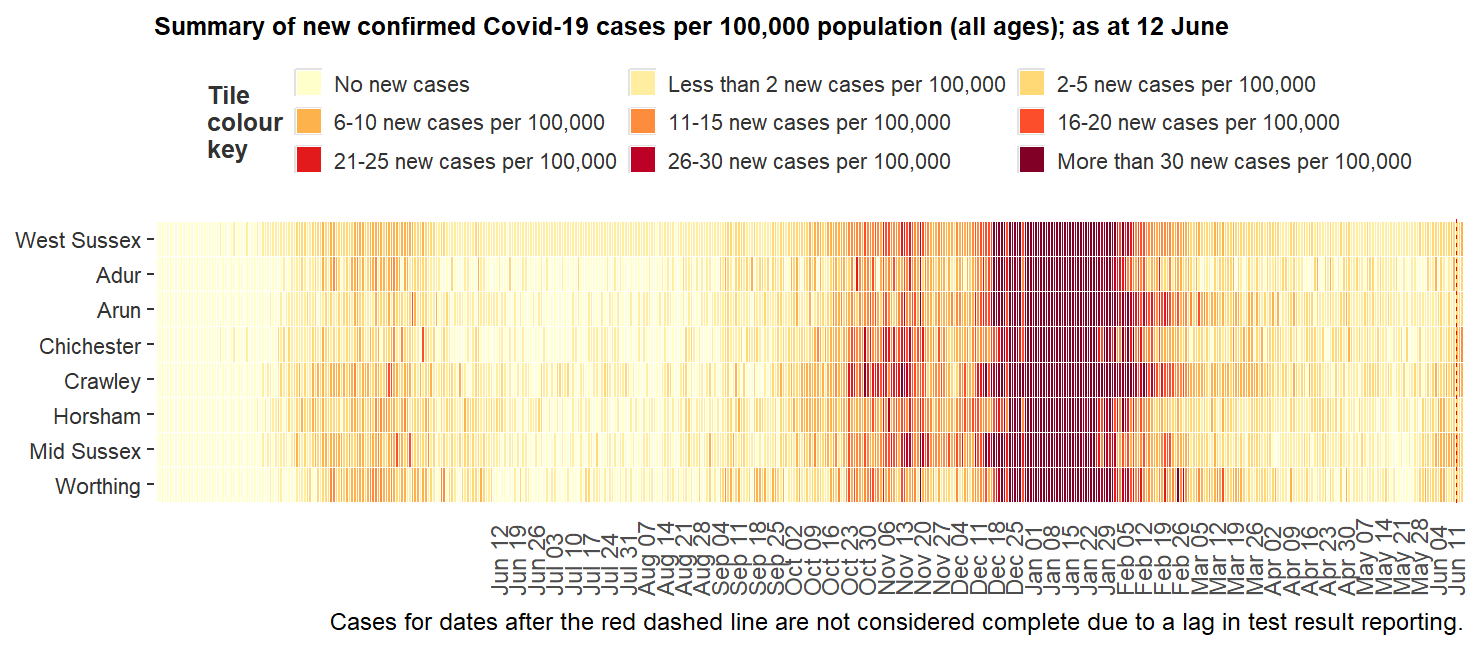 Summary of new confirmed Covid-19 cases per 100,000 population (all ages); as at 12 June
Tile
colour
key
No new cases
Less than 2 new cases per 100,000
2-5 new cases per 100,000
6-10 new cases per 100,000
11-15 new cases per 100,000
16-20 new cases per 100,000
21-25 new cases per 100,000
26-30 new cases per 100,000
More than 30 new cases per 100,000
West Sussex
Adur
Arun
Chichester
Crawley
Horsham
Mid Sussex
Worthing
Jun 12
Jun 19
Jun 26
Jul 03
Jul 10
Jul 17
Jul 24
Jul 31
Aug 07
Aug 14
Aug 21
Aug 28
Sep 04
Sep 11
Sep 18
Sep 25
Oct 02
Oct 09
Oct 16
Oct 23
Oct 30
Nov 06
Nov 13
Nov 20
Nov 27
Dec 04
Dec 11
Dec 18
Dec 25
Jan 01
Jan 08
Jan 15
Jan 22
Jan 29
Feb 05
Feb 12
Feb 19
Feb 26
Mar 05
Mar 12
Mar 19
Mar 26
Apr 02
Apr 09
Apr 16
Apr 23
Apr 30
May 07
May 14
May 21
May 28
Jun 04
Jun 11
Cases for dates after the red dashed line are not considered complete due to a lag in test result reporting.